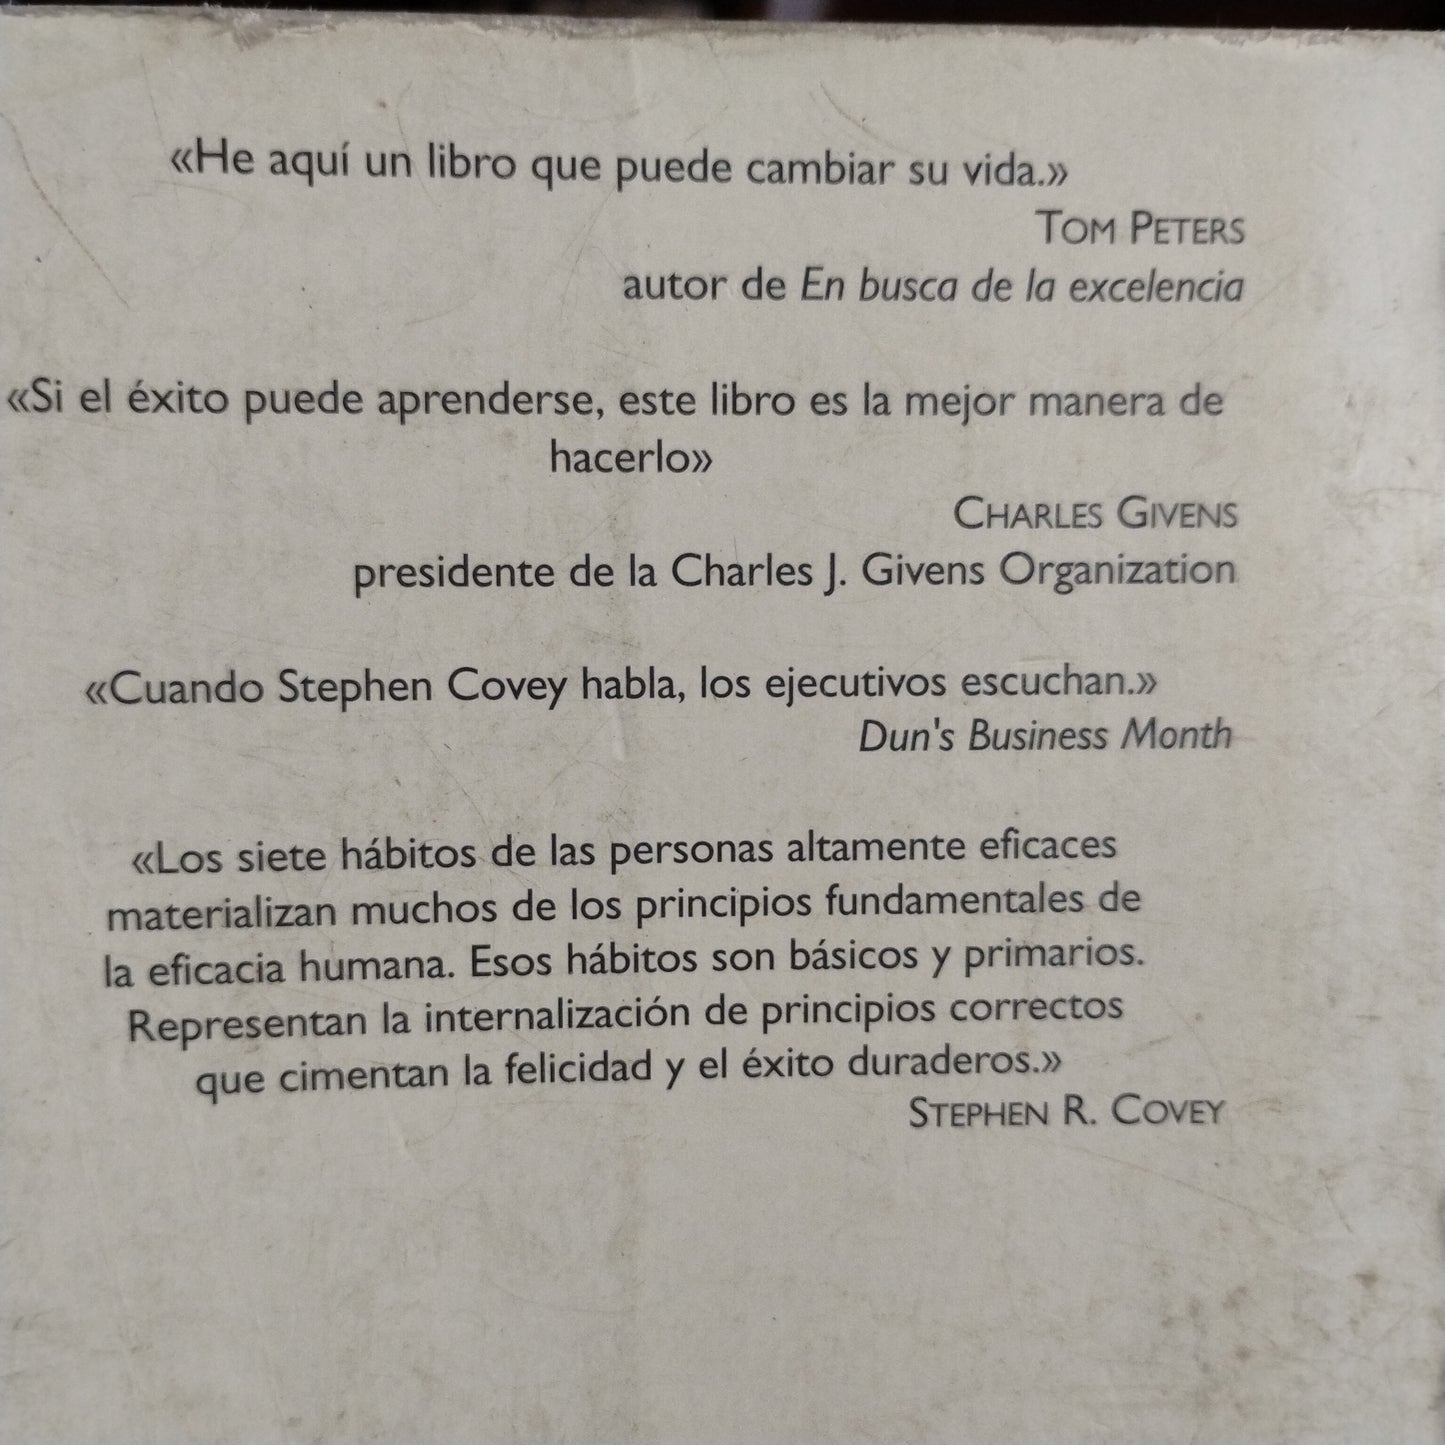 «He aquí un libro que puede cambiar su vida.»
TOM PETERS
autor de En busca de la excelencia
«Si el éxito puede aprenderse, este libro es la mejor manera de
hacerlo»
CHARLES GIVENS
presidente de la Charles J. Givens Organization
«Cuando Stephen Covey habla, los ejecutivos escuchan.»
Dun's Business Month
«Los siete hábitos de las personas altamente eficaces
materializan muchos de los principios fundamentales de
la eficacia humana. Esos hábitos son básicos y primarios.
Representan la internalización de principios correctos
que cimentan la felicidad y el éxito duraderos.»
STEPHEN R. COVEY